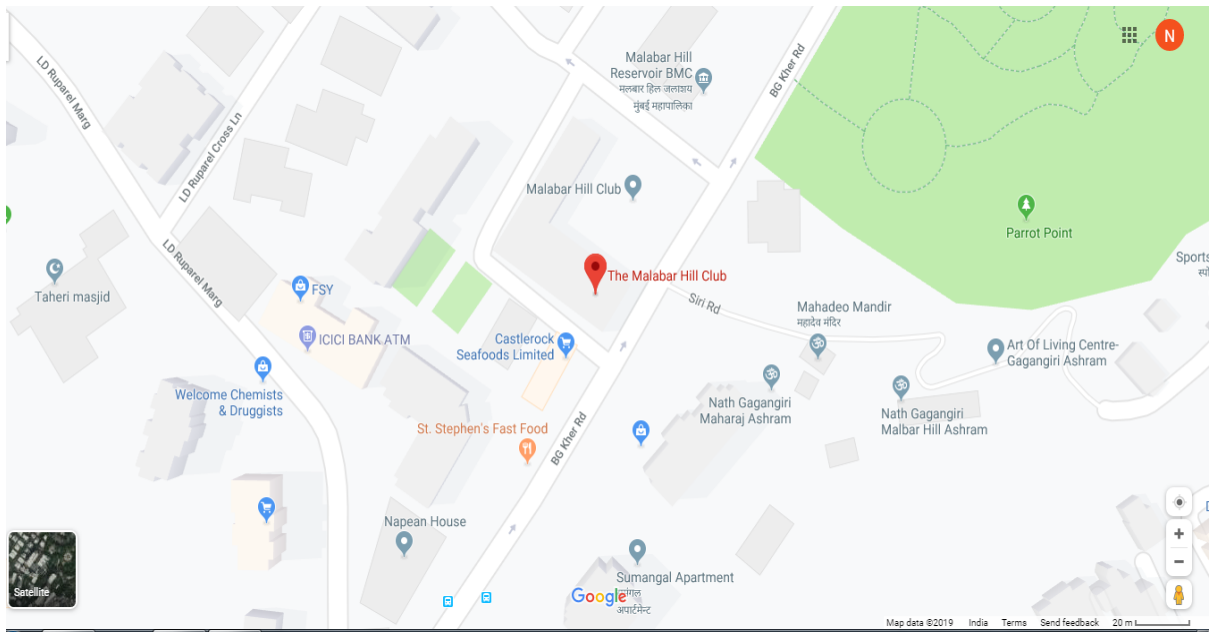 N
LD Ruparel Marg
LD Ruparel Cross Ln
Malabar Hill
Reservoir BMC
मलबार हिल जलाशय
मुंबई महापालिका
BG Kher Rd
Malabar Hill Club
Parrot Point
LD Ruparel Marg
Taheri masjid
FSY
The Malabar Hill Club
Sports
Siri Rd
Mahadeo Mandir
महादेव मंदिर
ICICI BANK ATM
Castlerock
Seafoods Limited
Art Of Living Centre-
Gagangiri Ashram
Welcome Chemists
& Druggists
Nath Gagangiri
Maharaj Ashram
Nath Gagangiri
Malbar Hill Ashram
St. Stephen's Fast Food
BG Kher Rd
Napean House
Sumangal Apartment
अपार्टमेन्ट
Satellite
Google
Map data ©2019 India Terms Send feedback 20 m